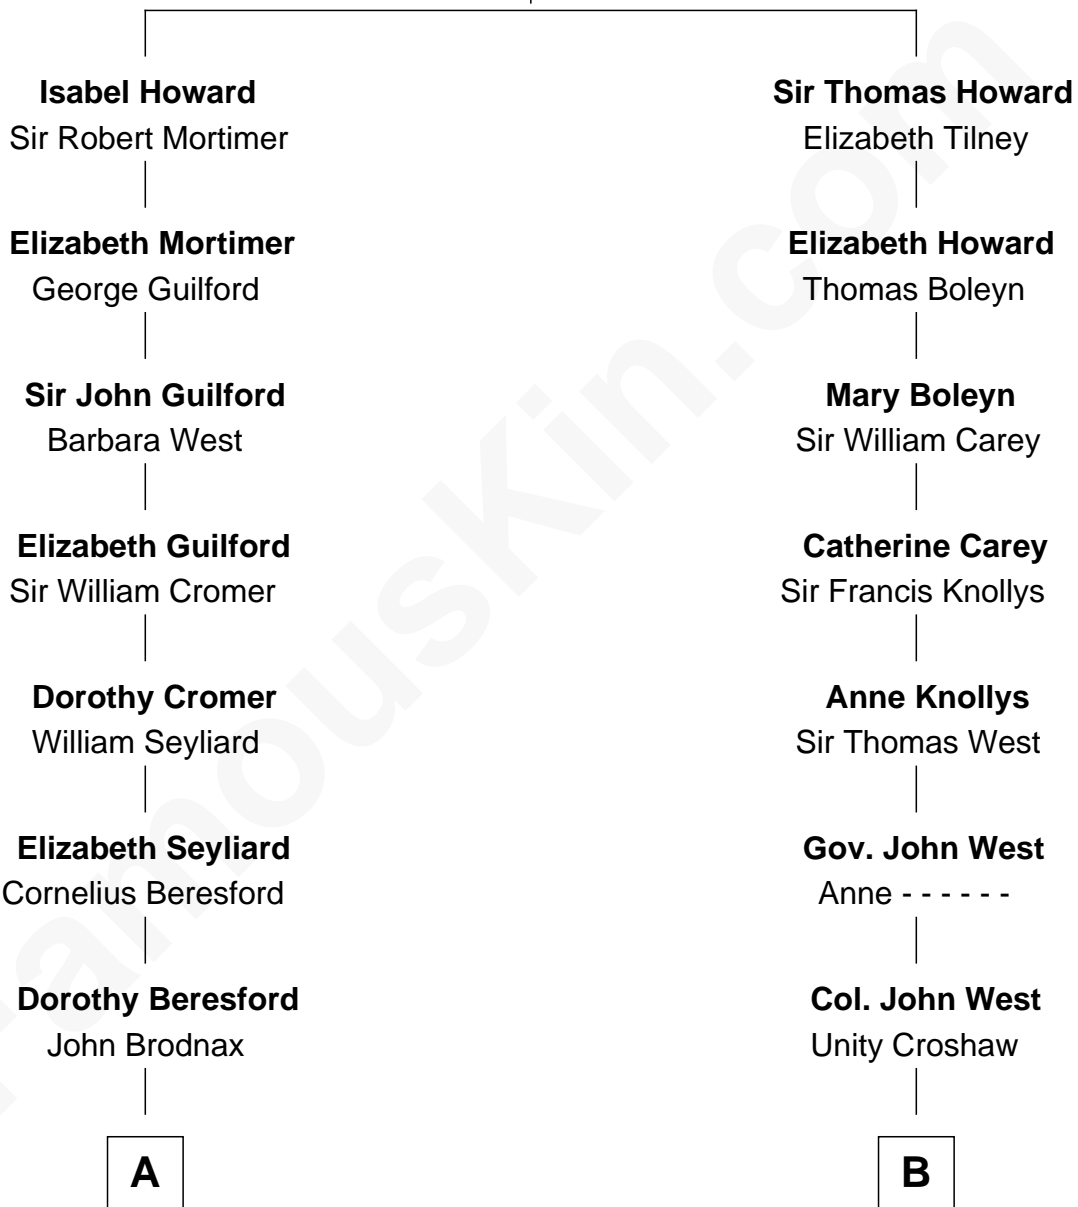 Isabel Howard
Sir Robert Mortimer
Elizabeth Mortimer
George Guilford
Sir John Guilford
Barbara West
Elizabeth Guilford
Sir William Cromer
Dorothy Cromer
William Seyliard
Elizabeth Seyliard
Cornelius Beresford
Dorothy Beresford
John Brodnax
A
Sir Thomas Howard
Elizabeth Tilney
Elizabeth Howard
Thomas Boleyn
Mary Boleyn
Sir William Carey
Catherine Carey
Sir Francis Knollys
Anne Knollys
Sir Thomas West
Gov. John West
Anne - - - - - -
Col. John West
Unity Croshaw
B
FamousKin.com